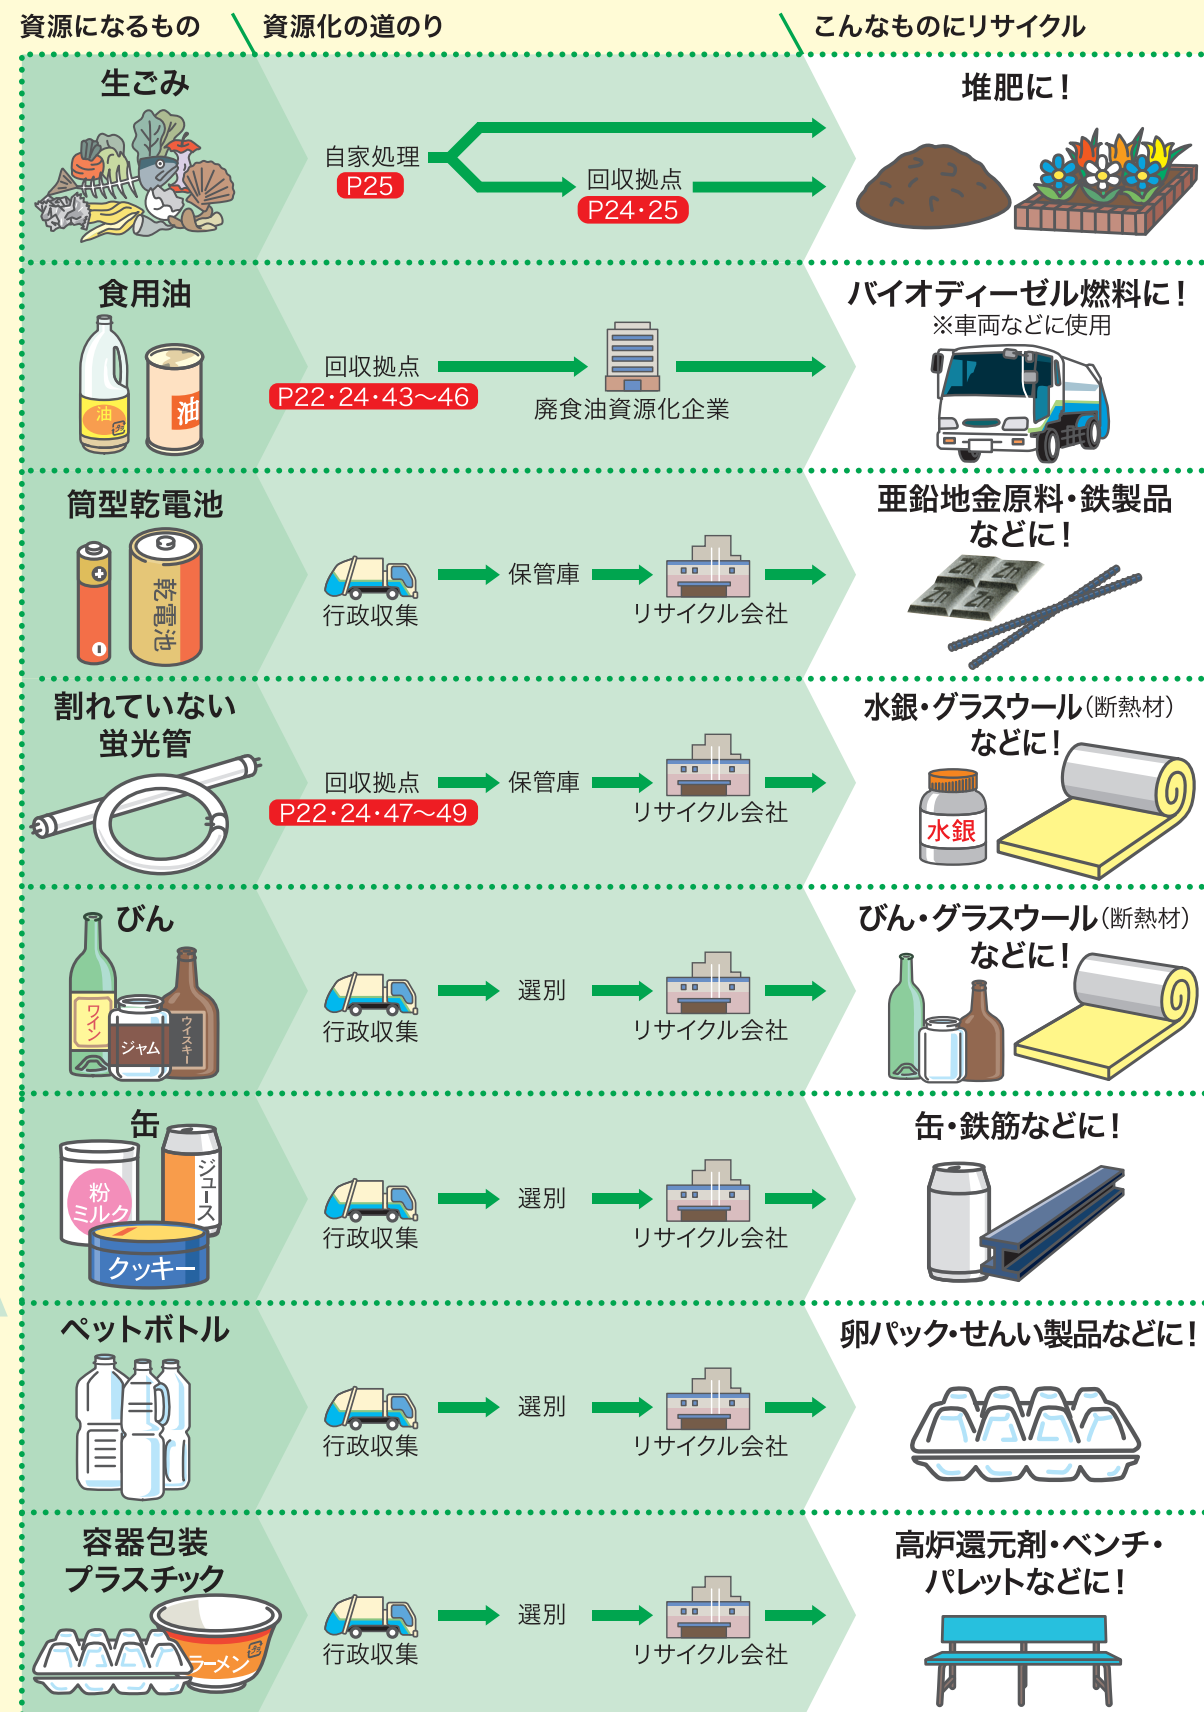 資源になるもの
資源化の道のり
こんなものにリサイクル
生ごみ
自家処理
P25
回収拠点
P24・25
堆肥に！
食用油
油
油
回収拠点
P22・24・43〜46
廃食油資源化企業
バイオディーゼル燃料に！
※車両などに使用
筒型乾電池
乾電池
行政収集
保管庫
リサイクル会社
亜鉛地金原料・鉄製品
などに！
Zn
Zn
Zn
Zn
割れていない
蛍光管
回収拠点
P22・24・47〜49
保管庫
リサイクル会社
水銀・グラスウール（断熱材）
などに！
水銀
びん
ワイン
ジャム
ウイスキー
行政収集
選別
リサイクル会社
びん・グラスウール（断熱材）
などに！
缶
粉
ミルク
ジュース
クッキー
行政収集
選別
リサイクル会社
缶・鉄筋などに！
ペットボトル
行政収集
選別
リサイクル会社
卵パック・せんい製品などに！
容器包装
プラスチック
ラーメン
行政収集
選別
リサイクル会社
高炉還元剤・ベンチ・
パレットなどに！